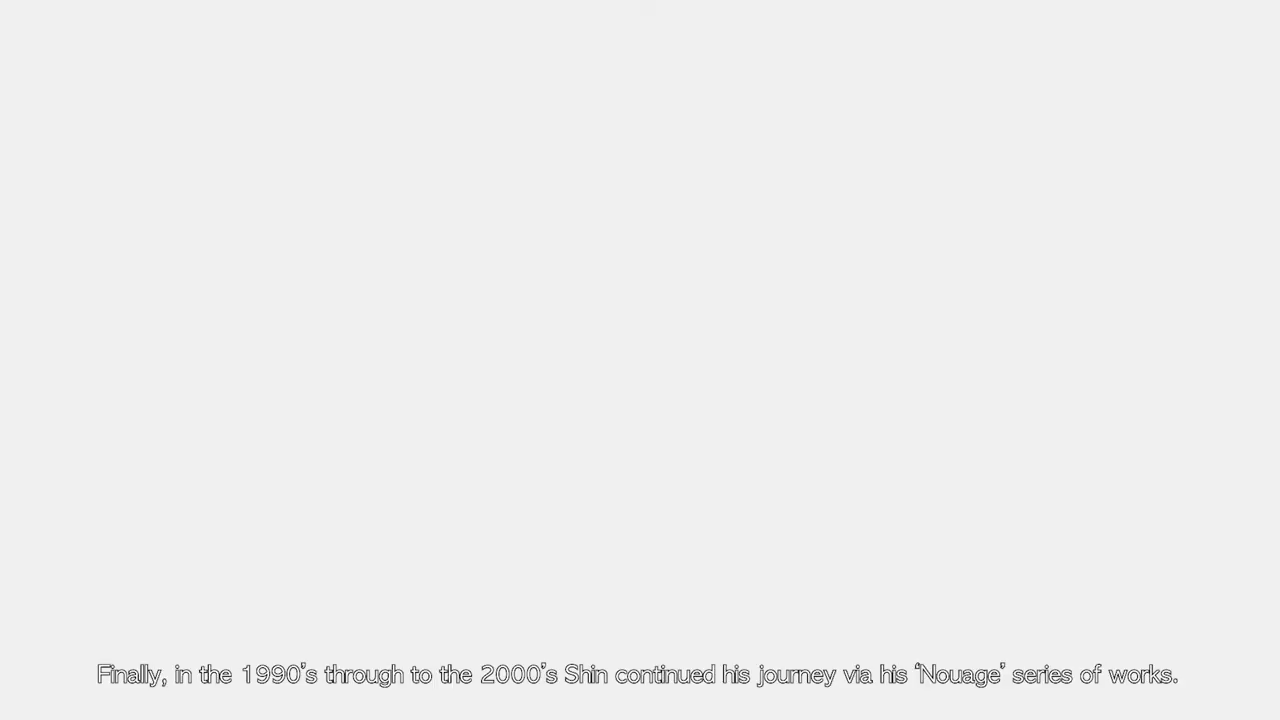 Finally, in the 1990’s through to the 2000’s Shin continued his journey via his ‘Nouage’ series of works.